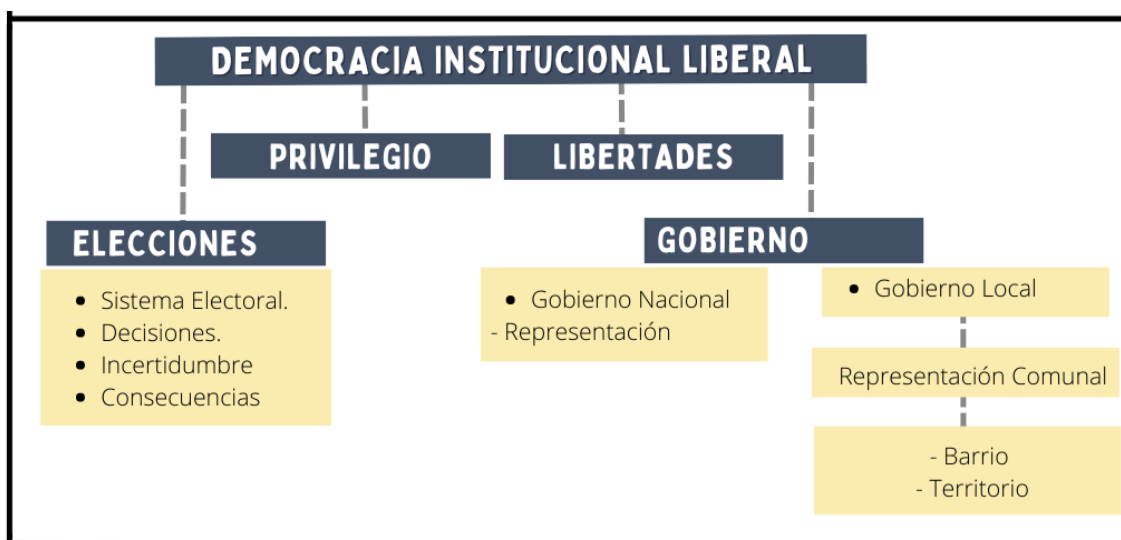 DEMOCRACIA INSTITUCIONAL LIBERAL
PRIVILEGIO
LIBERTADES
ELECCIONES
• Sistema Electoral.
• Decisiones.
• Incertidumbre
• Consecuencias
GOBIERNO
• Gobierno Nacional
- Representación
• Gobierno Local
Representación Comunal
- Barrio
- Territorio